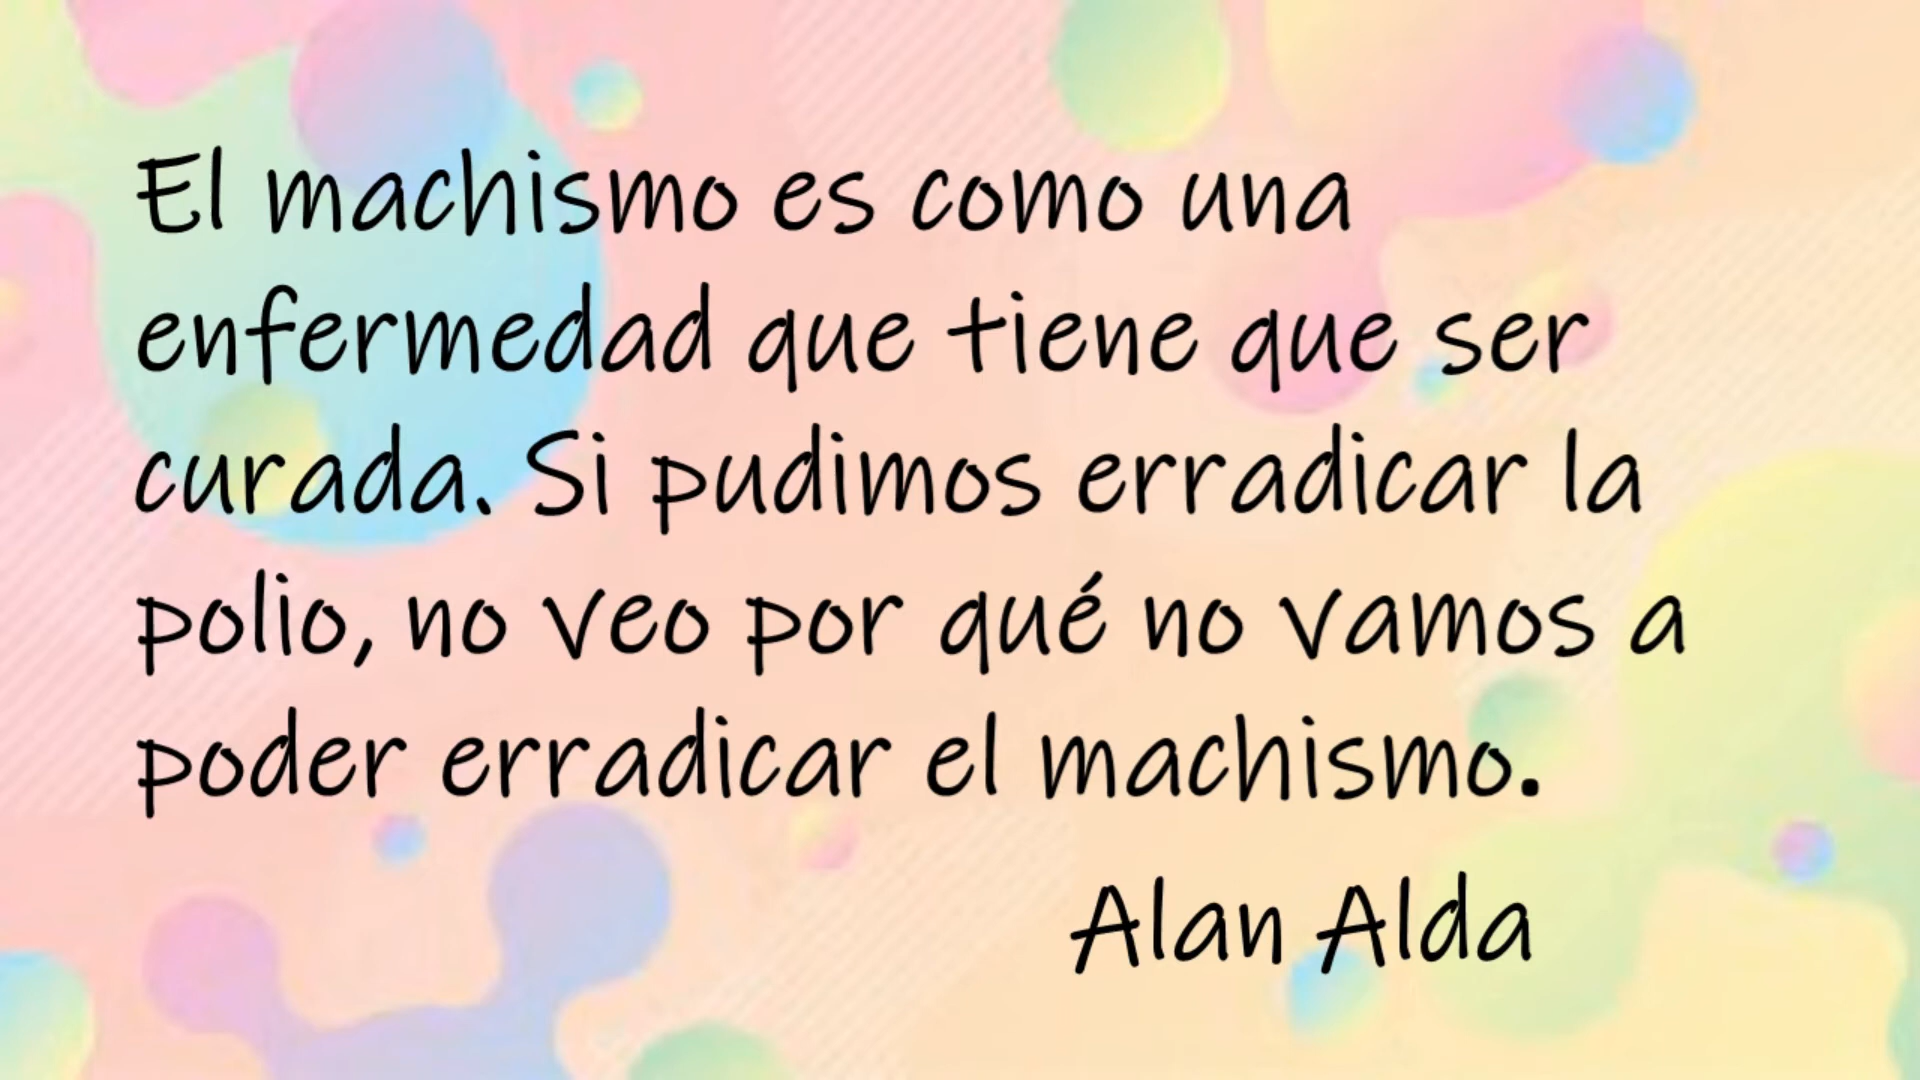 El machismo es como una
enfermedad que tiene que ser
curada. Si pudimos erradicar la
polio, no veo por qué no vamos a
poder erradicar el machismo.
Alan Alda